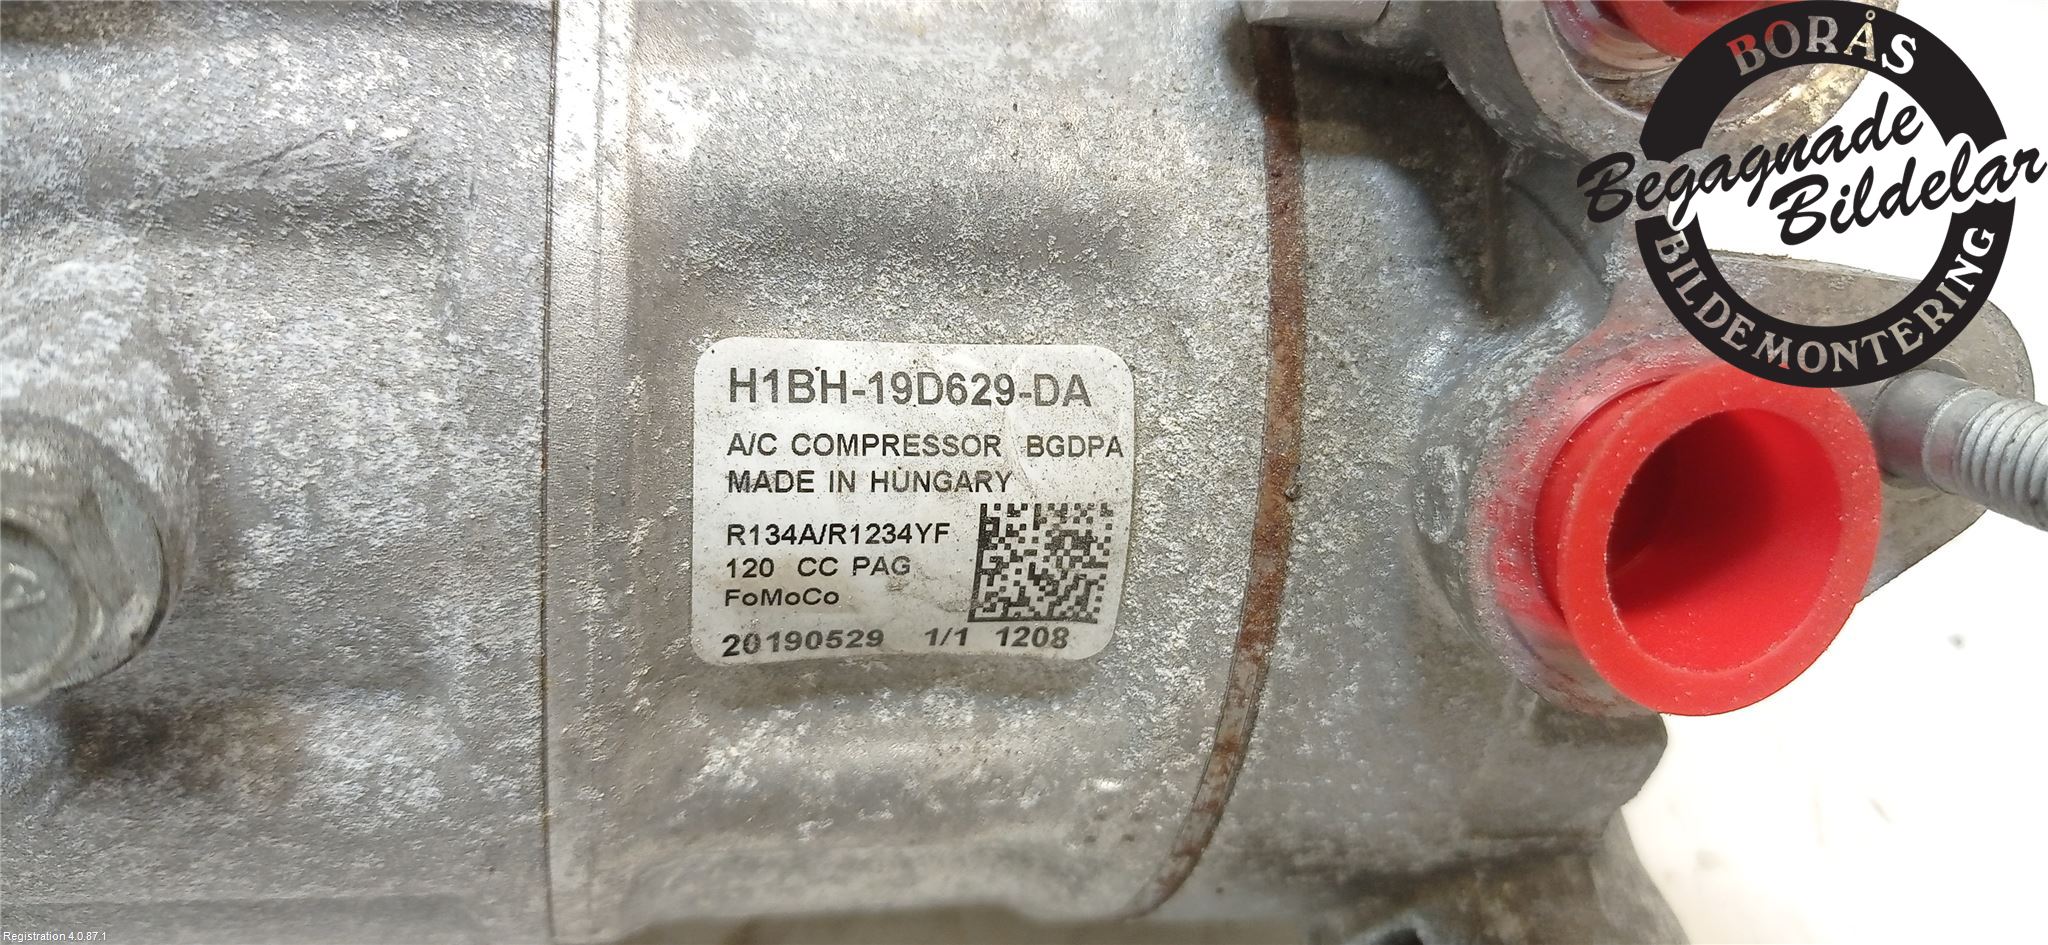 BORÅS
Begagnade
Bildelar
BILDEMONTERING
H1BH-19D629-DA
A/C COMPRESSOR BGDPA
MADE IN HUNGARY
R134A/R1234YF
120 CC PAG
FoMoCo
20190529 1/1 1208
Registration 4.0.87.1